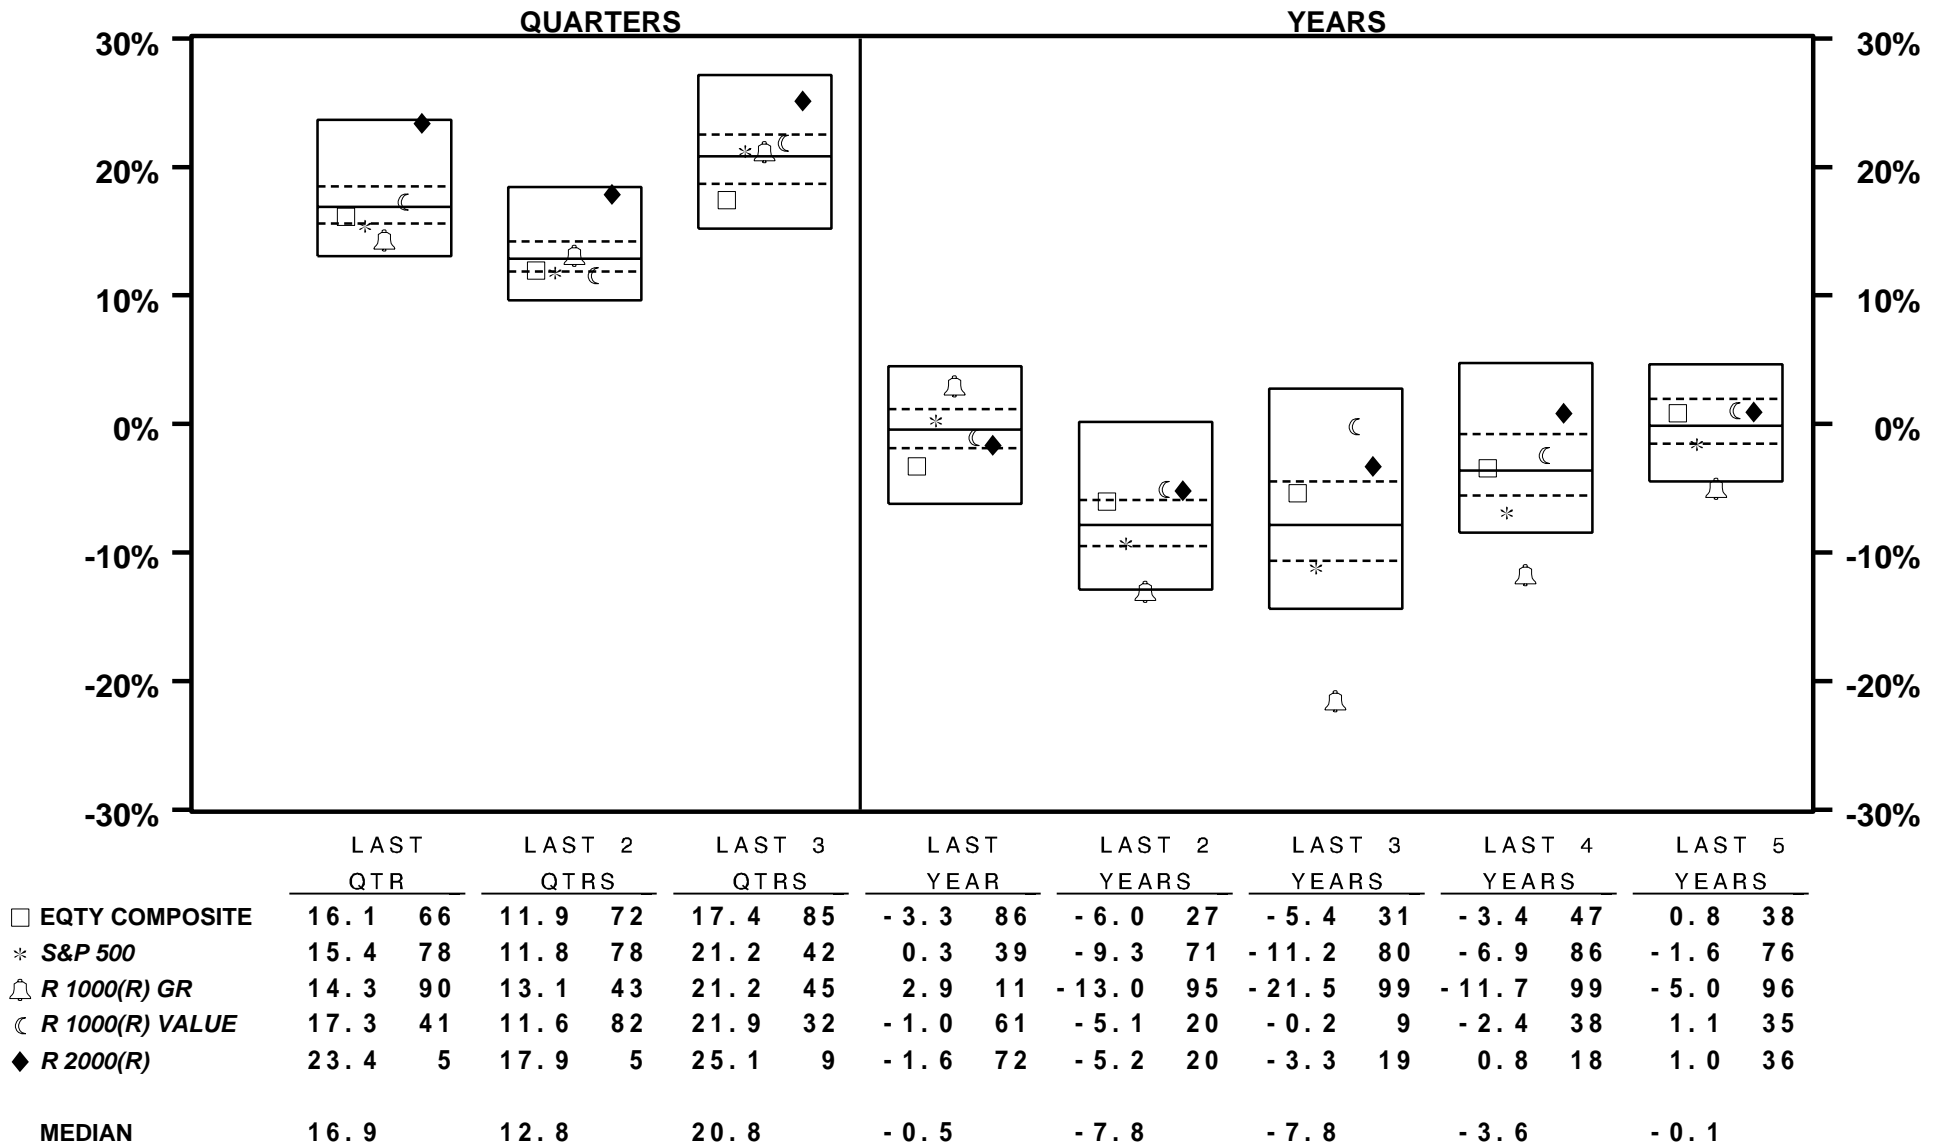 QUARTERS YEARS
30% 30%
20% 20%
10% 10%
0% 0%
-10% -10%
-20% -20%
-30% -30%
LAST LAST 2 LAST 3 LAST LAST 2 LAST 3 LAST 4 LAST 5
QTR QTRS QTRS YEAR YEARS YEARS YEARS YEARS
EQTY COMPOSITE 16.1 66 11.9 72 17.4 85 -3.3 86 -6.0 27 -5.4 31 -3.4 47 0.8 38
S&P 500 15.4 78 11.8 78 21.2 42 0.3 39 -9.3 71 -11.2 80 -6.9 86 -1.6 76
R 1000(R) GR 14.3 90 13.1 43 21.2 45 2.9 11 -13.0 95 -21.5 99 -11.7 99 -5.0 96
R 1000(R) VALUE 17.3 41 11.6 82 21.9 32 -1.0 61 -5.1 20 -0.2 9 -2.4 38 1.1 35
R 2000(R) 23.4 5 17.9 5 25.1 9 -1.6 72 -5.2 20 -3.3 19 0.8 18 1.0 36
MEDIAN 16.9 12.8 20.8 -0.5 -7.8 -7.8 -3.6 -0.1